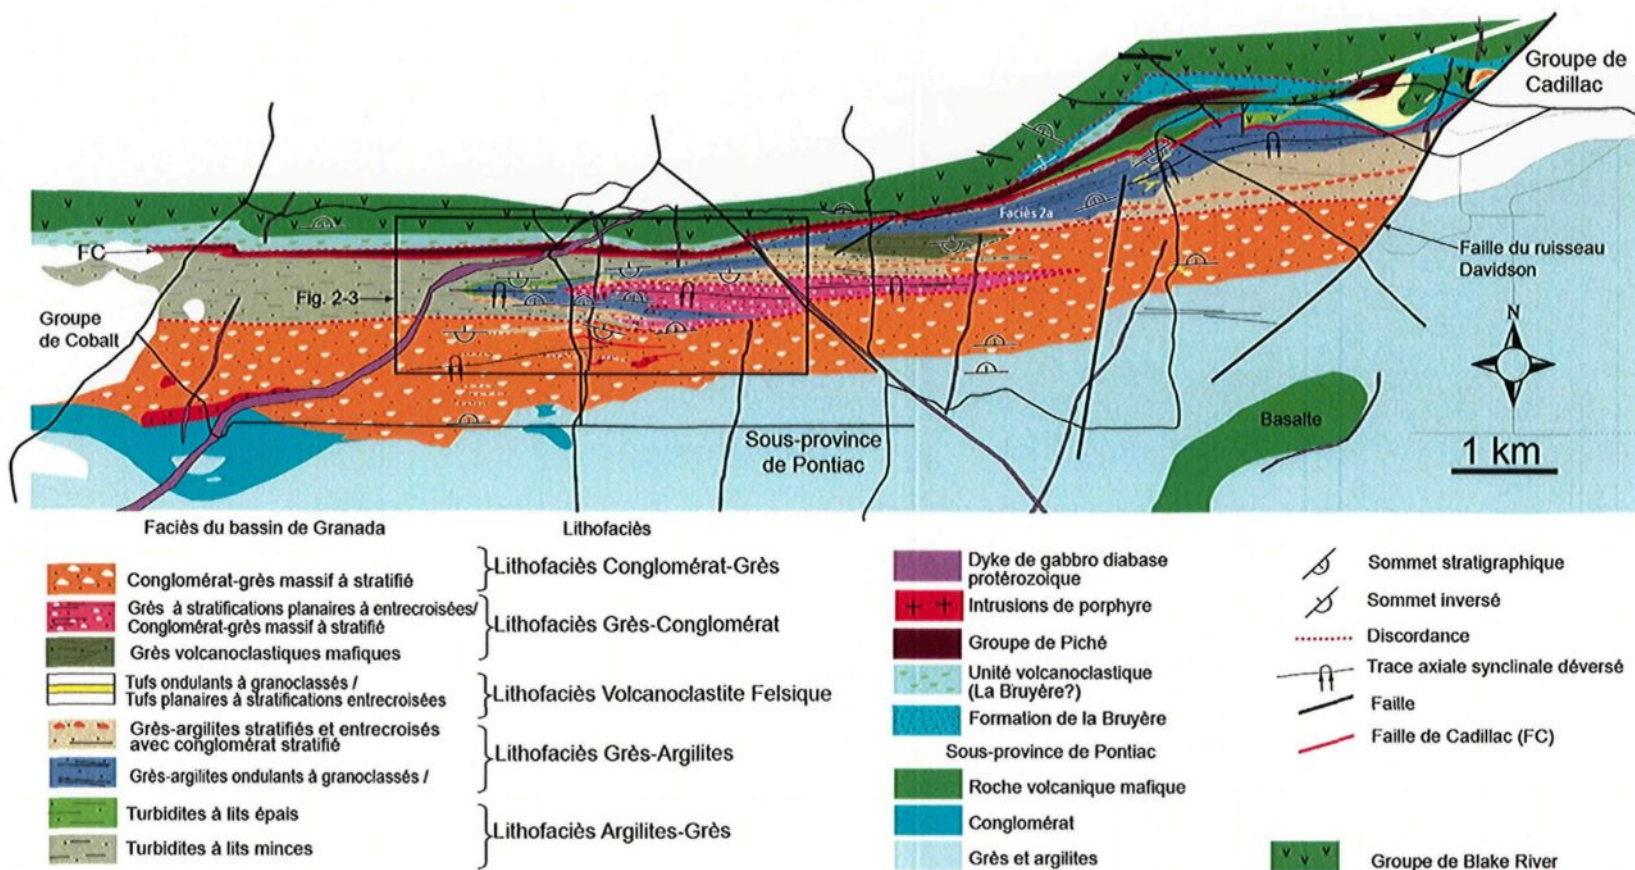 Groupe de
Cadillac
Faciès 2a
FC
Faille du ruisseau
Davidson
Fig. 2-3
Groupe
de Cobalt
N
Basalte
Sous-province
de Pontiac
1 km
Faciès du bassin de Granada
Lithofaciès
Conglomérat-grès massif à stratifié
Lithofaciès Conglomérat-Grès
Grès à stratifications planaires à entrecroisées/
Conglomérat-grès massif à stratifié
Lithofaciès Grès-Conglomérat
Grès volcanoclastiques mafiques
Tufs ondulants à granoclassés /
Tufs planaires à stratifications entrecroisées
Lithofaciès Volcanoclastite Felsique
Grès-argilites stratifiés et entrecroisés
avec conglomérat stratifié
Lithofaciès Grès-Argilites
Grès-argilites ondulants à granoclassés /
Turbidites à lits épais
Lithofaciès Argilites-Grès
Turbidites à lits minces
Dyke de gabbro diabase
protérozoique
Intrusions de porphyre
Groupe de Piché
Unité volcanoclastique
(La Bruyère?)
Formation de la Bruyère
Sous-province de Pontiac
Roche volcanique mafique
Conglomérat
Grès et argilites
Sommet stratigraphique
Sommet inversé
Discordance
Trace axiale synclinale déversé
Faille
Faille de Cadillac (FC)
Groupe de Blake River